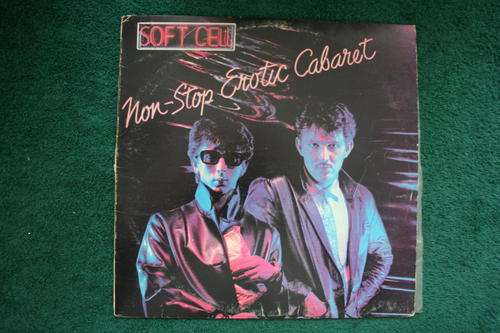 SOFT CELL
Non-Stop Erotic Cabaret